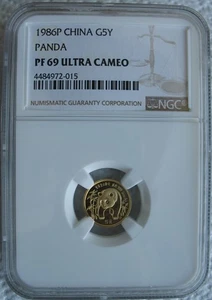 1986P CHINA G5Y
PANDA
PF 69 ULTRA CAMEO
4484972-015
NUMISMATIC GUARANTY CORPORATION
NGC